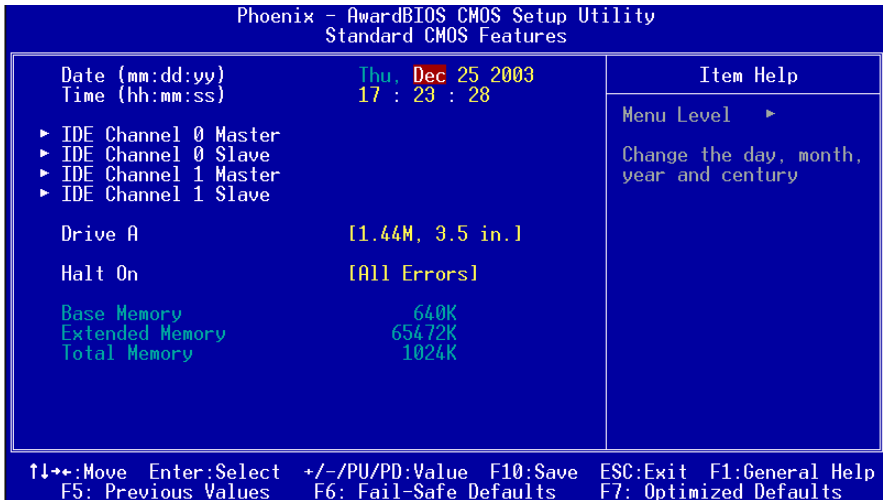 Phoenix - AwardBIOS CMOS Setup Utility
Standard CMOS Features
Date (mm:dd:yy) Thu, Dec 25 2003
Time (hh:mm:ss) 17 : 23 : 28
► IDE Channel 0 Master
► IDE Channel 0 Slave
► IDE Channel 1 Master
► IDE Channel 1 Slave
Drive A [1.44M, 3.5 in.]
Halt On [All Errors]
Base Memory 640K
Extended Memory 65472K
Total Memory 1024K
Item Help
Menu Level ►
Change the day, month,
year and century
↑↓→←:Move Enter:Select +/-/PU/PD:Value F10:Save ESC:Exit F1:General Help
F5: Previous Values F6: Fail-Safe Defaults F7: Optimized Defaults